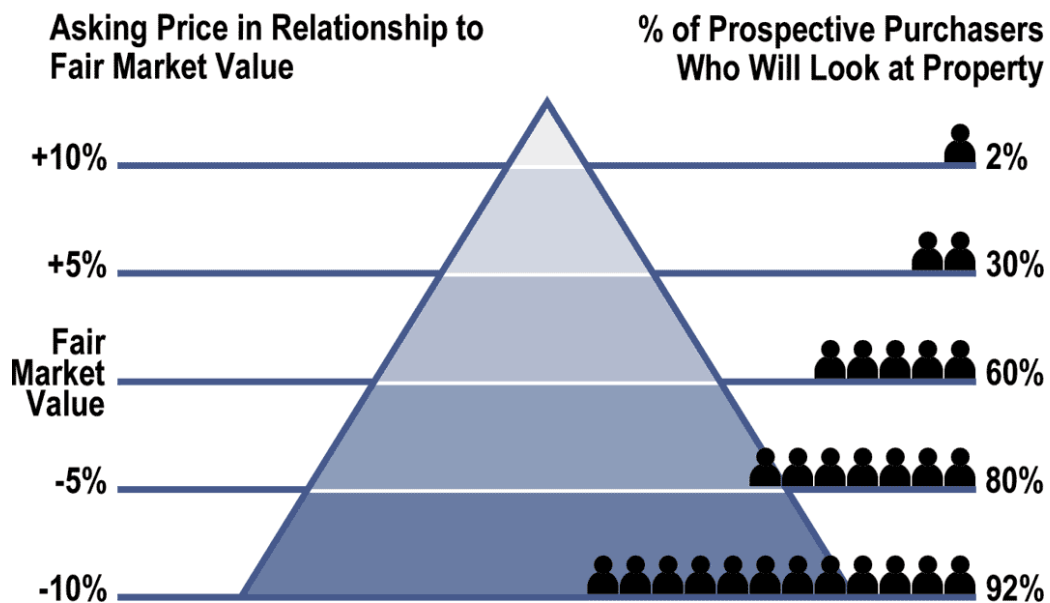 Asking Price in Relationship to
Fair Market Value
% of Prospective Purchasers
Who Will Look at Property
+10%
2%
+5%
30%
Fair
Market
Value
60%
-5%
80%
-10%
92%